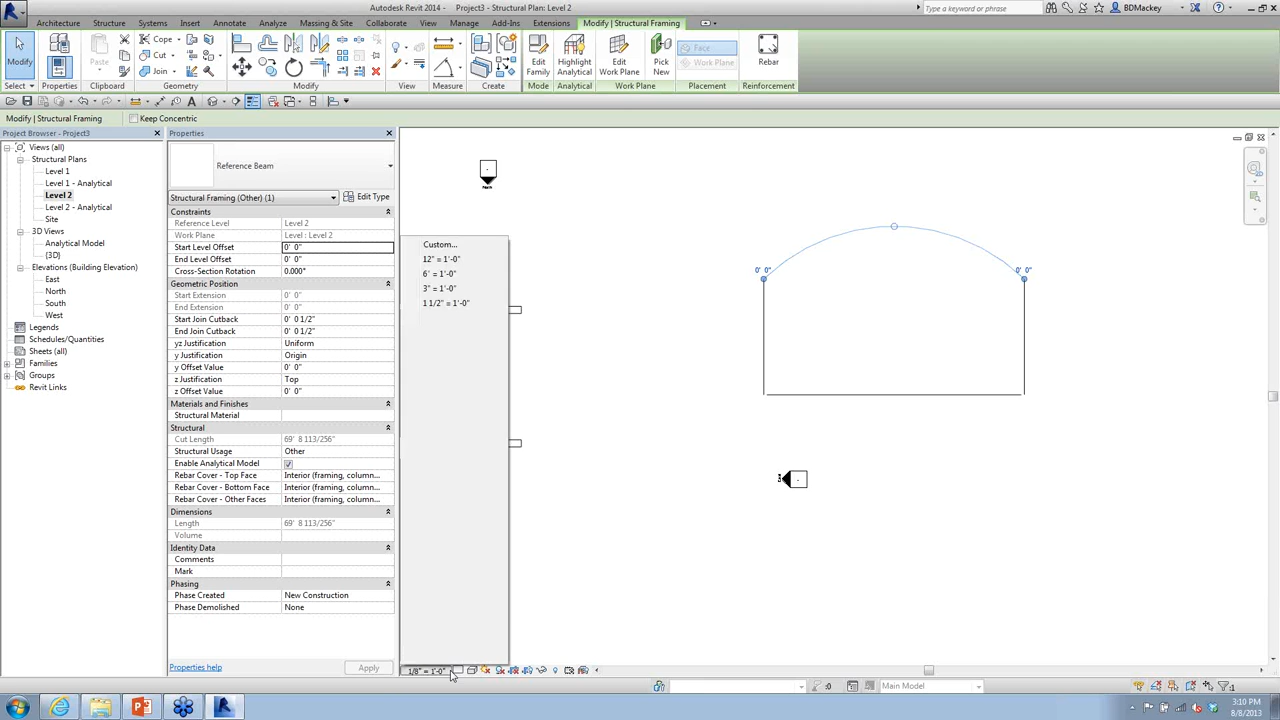 Autodesk Revit 2014 - Project3 - Structural Plan: Level 2
Type a keyword or phrase
BDMackey
Architecture Structure Systems Insert Annotate Analyze Massing & Site Collaborate View Manage Add-Ins Extensions Modify | Structural Framing
Modify
Paste
Cope
Cut
Join
Edit Family
Highlight Analytical
Edit Work Plane
Pick New
Face
Work Plane
Rebar
Select Properties Clipboard Geometry Modify View Measure Create Mode Analytical Work Plane Placement Reinforcement
Modify | Structural Framing
Keep Concentric
Project Browser - Project3
Views (all)
Structural Plans
Level 1
Level 1 - Analytical
Level 2
Level 2 - Analytical
Site
3D Views
Analytical Model
{3D}
Elevations (Building Elevation)
East
North
South
West
Legends
Schedules/Quantities
Sheets (all)
Families
Groups
Revit Links
Properties
Reference Beam
Structural Framing (Other) (1)
Edit Type
Constraints
Reference Level Level 2
Work Plane Level : Level 2
Start Level Offset 0' 0"
End Level Offset 0' 0"
Cross-Section Rotation 0.000°
Geometric Position
Start Extension 0' 0"
End Extension 0' 0"
Start Join Cutback 0' 0 1/2"
End Join Cutback 0' 0 1/2"
yz Justification Uniform
y Justification Origin
y Offset Value 0' 0"
z Justification Top
z Offset Value 0' 0"
Materials and Finishes
Structural Material
Structural
Cut Length 69' 8 113/256"
Structural Usage Other
Enable Analytical Model
Rebar Cover - Top Face Interior (framing, column...
Rebar Cover - Bottom Face Interior (framing, column...
Rebar Cover - Other Faces Interior (framing, column...
Dimensions
Length 69' 8 113/256"
Volume
Identity Data
Comments
Mark
Phasing
Phase Created New Construction
Phase Demolished None
Properties help
Apply
Custom...
12" = 1'-0"
6" = 1'-0"
3" = 1'-0"
1 1/2" = 1'-0"
1/8" = 1'-0"
0' 0"
0' 0"
:0
Main Model
:1
3:10 PM
8/8/2013